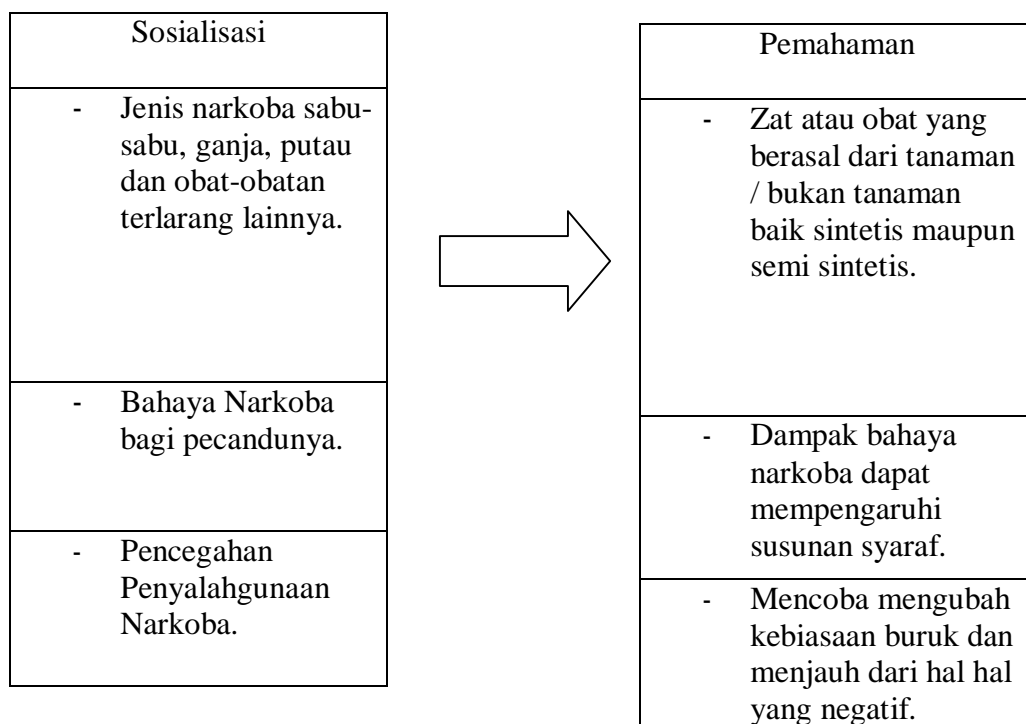 Sosialisasi
- Jenis narkoba sabu-
sabu, ganja, putau
dan obat-obatan
terlarang lainnya.
- Bahaya Narkoba
bagi pecandunya.
- Pencegahan
Penyalahgunaan
Narkoba.
Pemahaman
- Zat atau obat yang
berasal dari tanaman
/ bukan tanaman
baik sintetis maupun
semi sintetis.
- Dampak bahaya
narkoba dapat
mempengaruhi
susunan syaraf.
- Mencoba mengubah
kebiasaan buruk dan
menjauh dari hal hal
yang negatif.